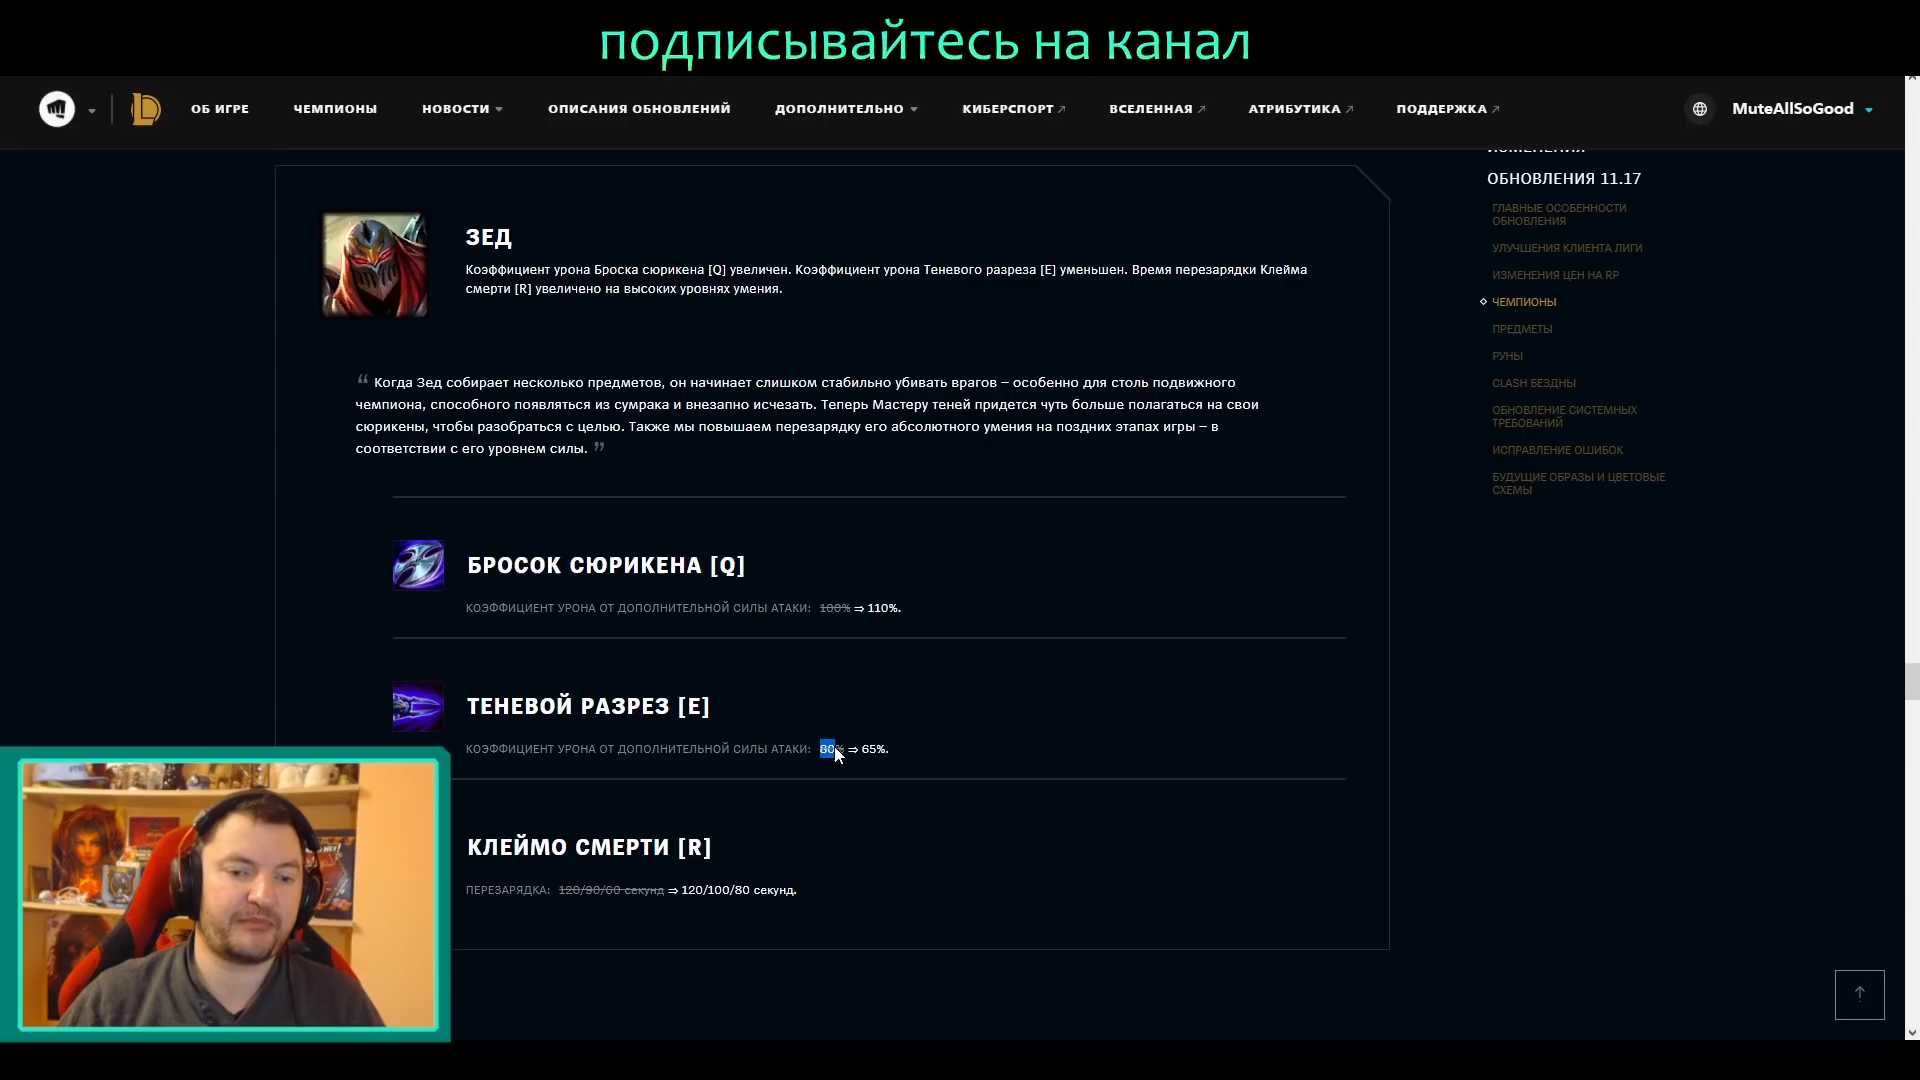 подписывайтесь на канал
ОБ ИГРЕ ЧЕМПИОНЫ НОВОСТИ ОПИСАНИЯ ОБНОВЛЕНИЙ ДОПОЛНИТЕЛЬНО КИБЕРСПОРТ ВСЕЛЕННАЯ АТРИБУТИКА ПОДДЕРЖКА MuteAllSoGood
ЗЕД
Коэффициент урона Броска сюрикена [Q] увеличен. Коэффициент урона Теневого разреза [E] уменьшен. Время перезарядки Клейма
смерти [R] увеличено на высоких уровнях умения.
“ Когда Зед собирает несколько предметов, он начинает слишком стабильно убивать врагов – особенно для столь подвижного
чемпиона, способного появляться из сумрака и внезапно исчезать. Теперь Мастеру теней придется чуть больше полагаться на свои
сюрикены, чтобы разобраться с целью. Также мы повышаем перезарядку его абсолютного умения на поздних этапах игры – в
соответствии с его уровнем силы. ”
БРОСОК СЮРИКЕНА [Q]
КОЭФФИЦИЕНТ УРОНА ОТ ДОПОЛНИТЕЛЬНОЙ СИЛЫ АТАКИ: 100% ⇒ 110%.
ТЕНЕВОЙ РАЗРЕЗ [E]
КОЭФФИЦИЕНТ УРОНА ОТ ДОПОЛНИТЕЛЬНОЙ СИЛЫ АТАКИ: 80% ⇒ 65%.
КЛЕЙМО СМЕРТИ [R]
ПЕРЕЗАРЯДКА: 120/90/60 секунд ⇒ 120/100/80 секунд.
ИЗМЕНЕНИЯ
ОБНОВЛЕНИЯ 11.17
ГЛАВНЫЕ ОСОБЕННОСТИ
ОБНОВЛЕНИЯ
УЛУЧШЕНИЯ КЛИЕНТА ЛИГИ
ИЗМЕНЕНИЯ ЦЕН НА RP
ЧЕМПИОНЫ
ПРЕДМЕТЫ
РУНЫ
CLASH БЕЗДНЫ
ОБНОВЛЕНИЕ СИСТЕМНЫХ
ТРЕБОВАНИЙ
ИСПРАВЛЕНИЕ ОШИБОК
БУДУЩИЕ ОБРАЗЫ И ЦВЕТОВЫЕ
СХЕМЫ